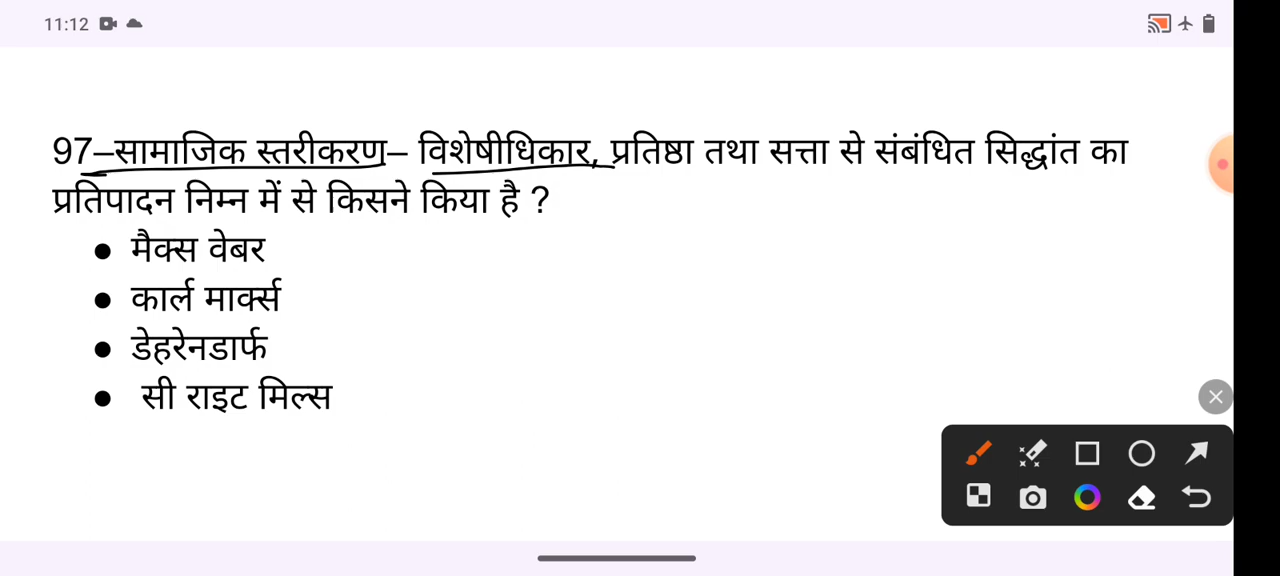 11:12
97–सामाजिक स्तरीकरण– विशेषीधिकार, प्रतिष्ठा तथा सत्ता से संबंधित सिद्धांत का
प्रतिपादन निम्न में से किसने किया है ?
● मैक्स वेबर
● कार्ल मार्क्स
● डेहरेनडार्फ
● सी राइट मिल्स